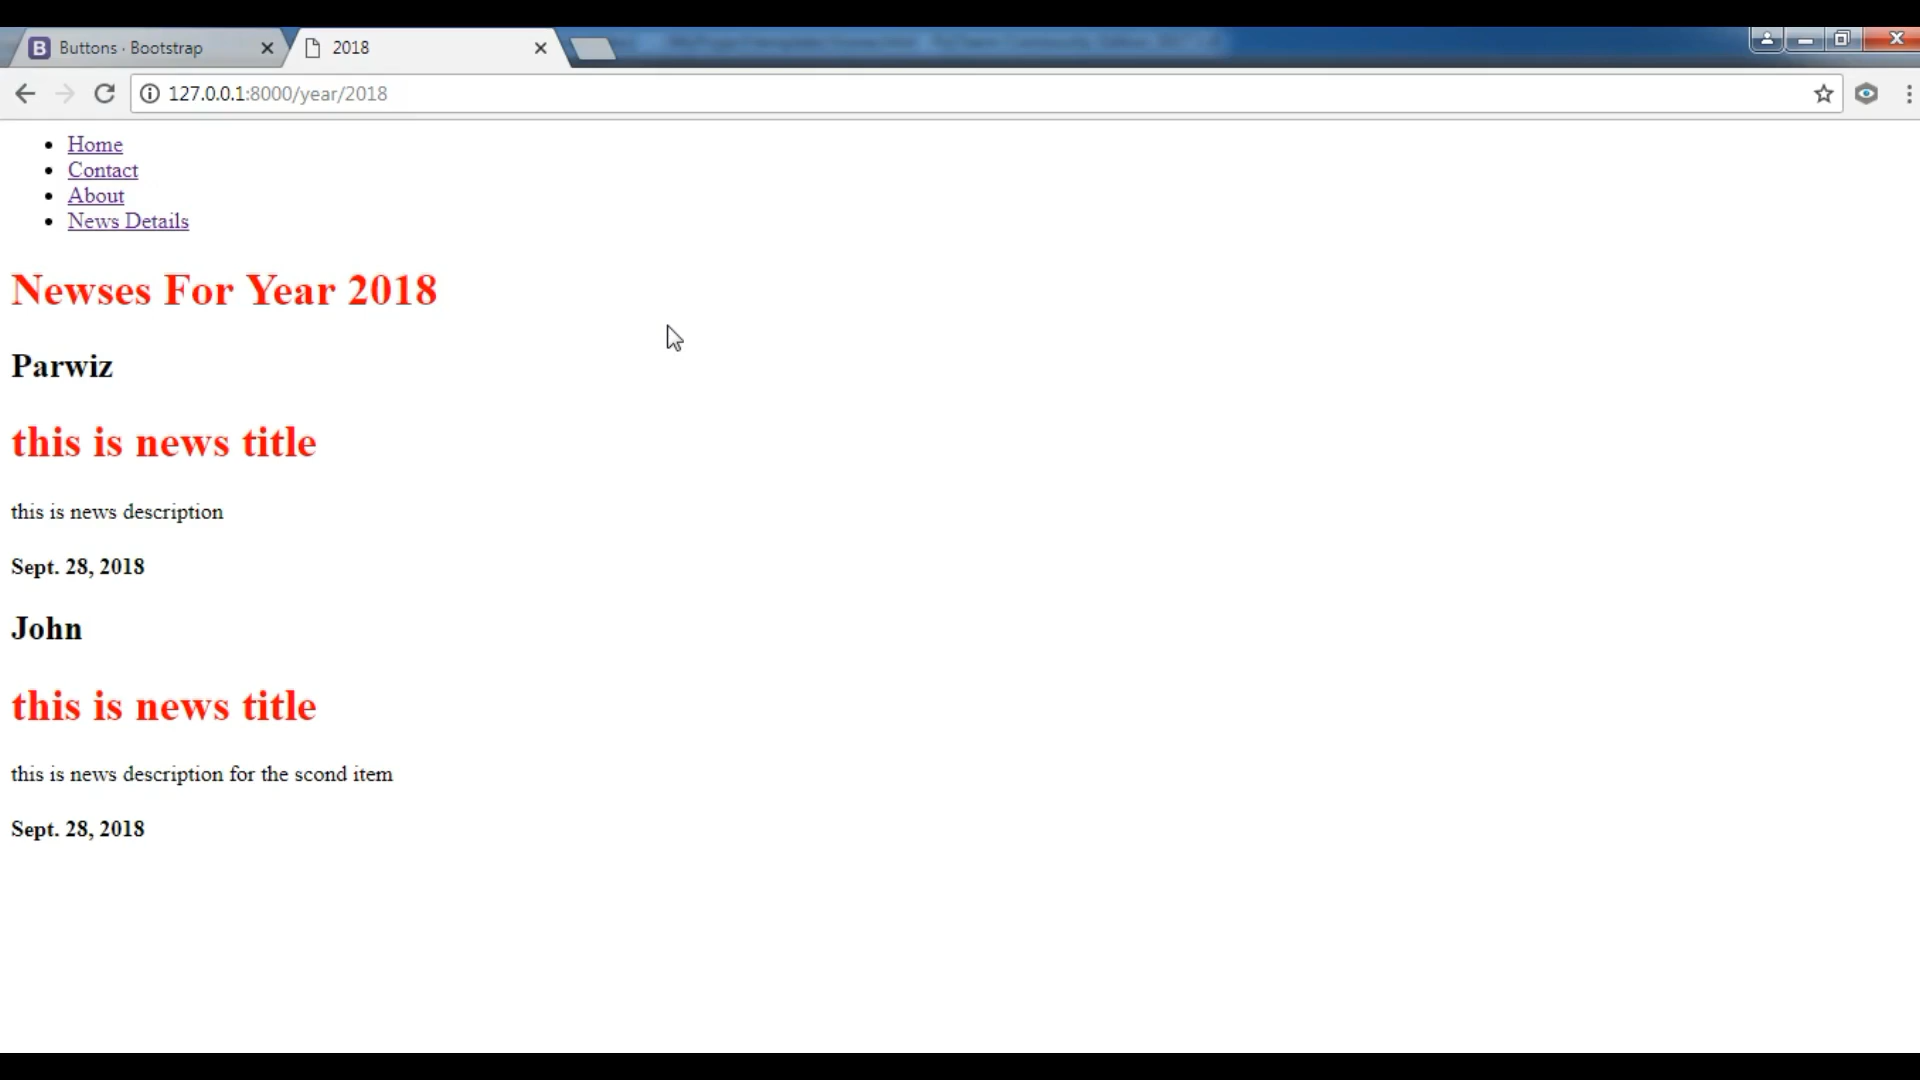 Buttons · Bootstrap
2018
127.0.0.1:8000/year/2018
Home
Contact
About
News Details
Newses For Year 2018
Parwiz
this is news title
this is news description
Sept. 28, 2018
John
this is news title
this is news description for the scond item
Sept. 28, 2018